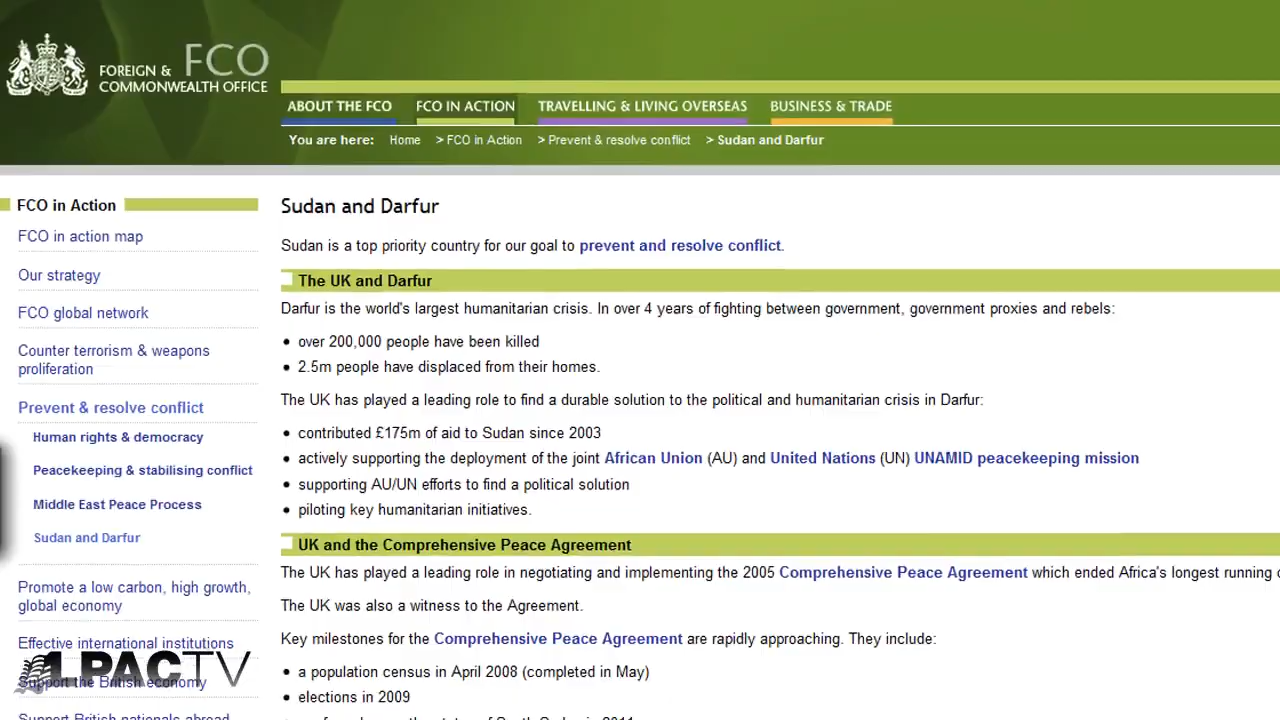 FOREIGN & FCO
COMMONWEALTH OFFICE
ABOUT THE FCO FCO IN ACTION TRAVELLING & LIVING OVERSEAS BUSINESS & TRADE
You are here: Home > FCO in Action > Prevent & resolve conflict > Sudan and Darfur
FCO in Action
FCO in action map
Our strategy
FCO global network
Counter terrorism & weapons
proliferation
Prevent & resolve conflict
Human rights & democracy
Peacekeeping & stabilising conflict
Middle East Peace Process
Sudan and Darfur
Promote a low carbon, high growth,
global economy
Effective international institutions
Support the British economy
Support British nationals abroad
LPACTV
Sudan and Darfur
Sudan is a top priority country for our goal to prevent and resolve conflict.
The UK and Darfur
Darfur is the world's largest humanitarian crisis. In over 4 years of fighting between government, government proxies and rebels:
• over 200,000 people have been killed
• 2.5m people have displaced from their homes.
The UK has played a leading role to find a durable solution to the political and humanitarian crisis in Darfur:
• contributed £175m of aid to Sudan since 2003
• actively supporting the deployment of the joint African Union (AU) and United Nations (UN) UNAMID peacekeeping mission
• supporting AU/UN efforts to find a political solution
• piloting key humanitarian initiatives.
UK and the Comprehensive Peace Agreement
The UK has played a leading role in negotiating and implementing the 2005 Comprehensive Peace Agreement which ended Africa's longest running
The UK was also a witness to the Agreement.
Key milestones for the Comprehensive Peace Agreement are rapidly approaching. They include:
• a population census in April 2008 (completed in May)
• elections in 2009